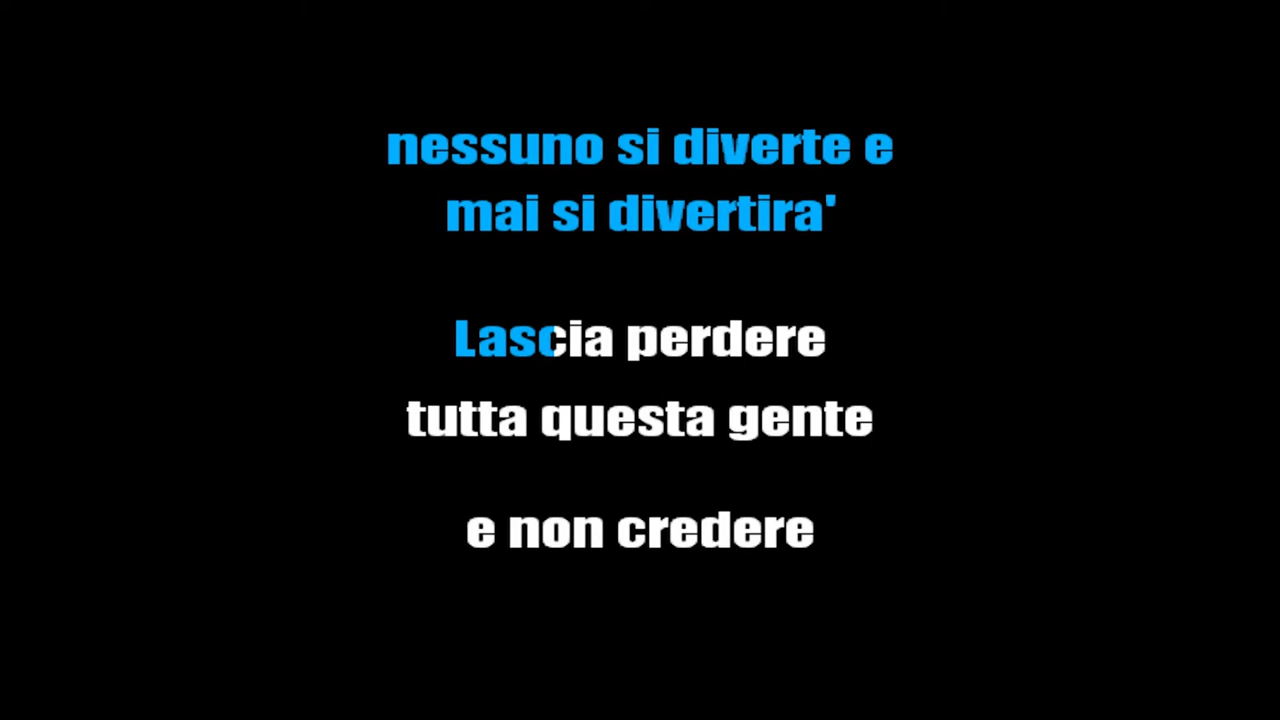 nessuno si diverte e
mai si divertira'
Lascia perdere
tutta questa gente
e non credere